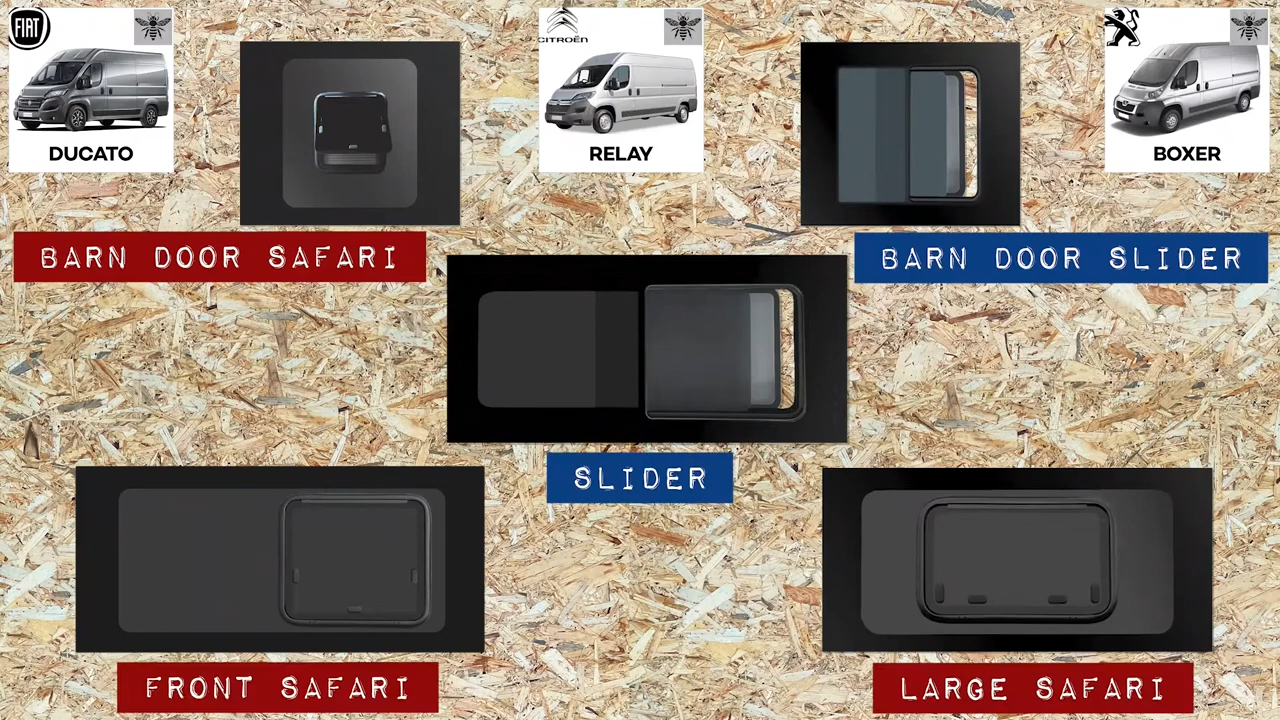 FIAT
CITROËN
DUCATO
RELAY
BOXER
BARN DOOR SAFARI
BARN DOOR SLIDER
SLIDER
FRONT SAFARI
LARGE SAFARI